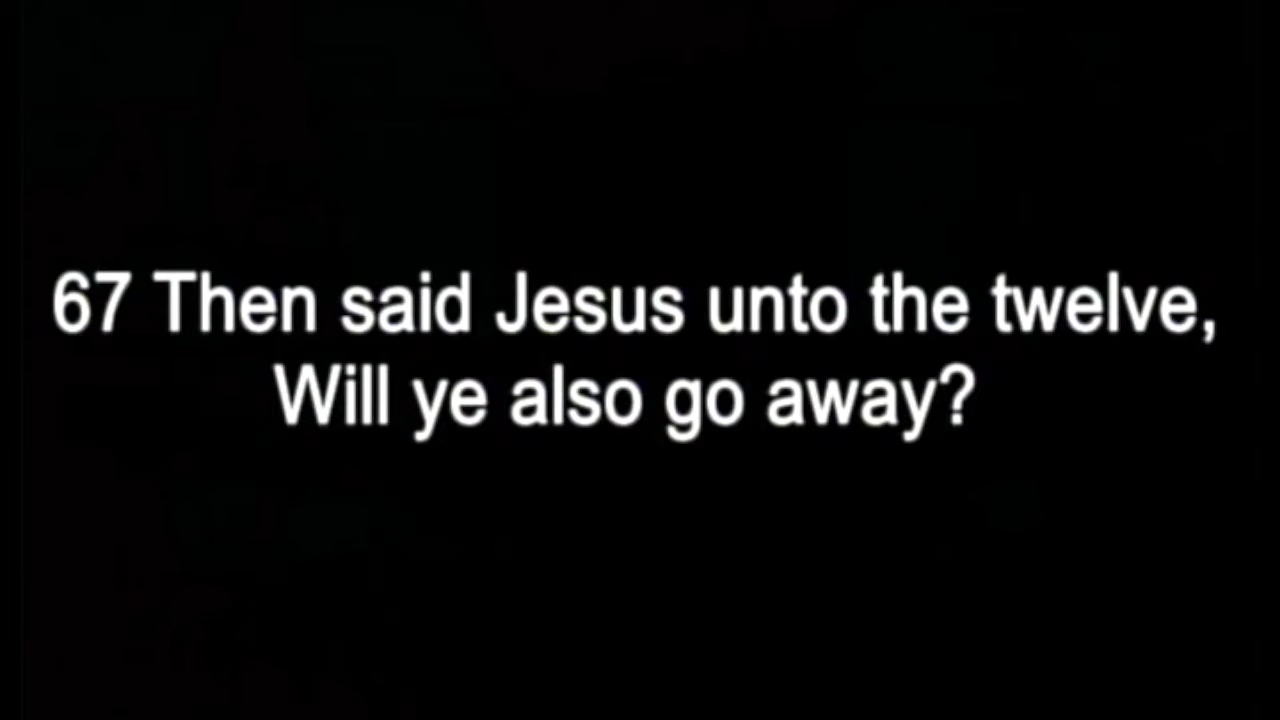 67 Then said Jesus unto the twelve,
Will ye also go away?